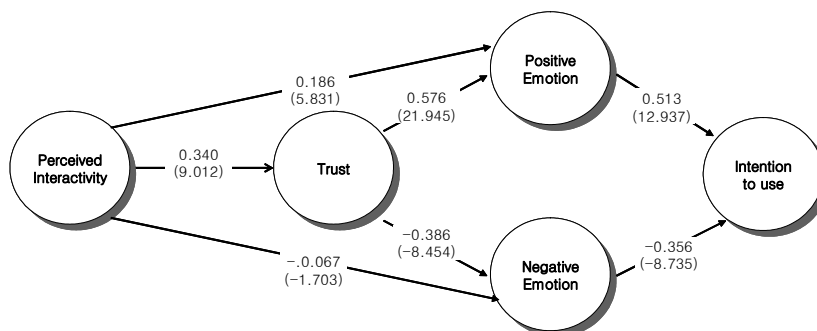 Positive
Emotion
0.186
(5.831)
0.576
(21.945)
0.513
(12.937)
Perceived
Interactivity
0.340
(9.012)
Trust
Intention
to use
-0.386
(-8.454)
-.0.067
(-1.703)
Negative
Emotion
-0.356
(-8.735)